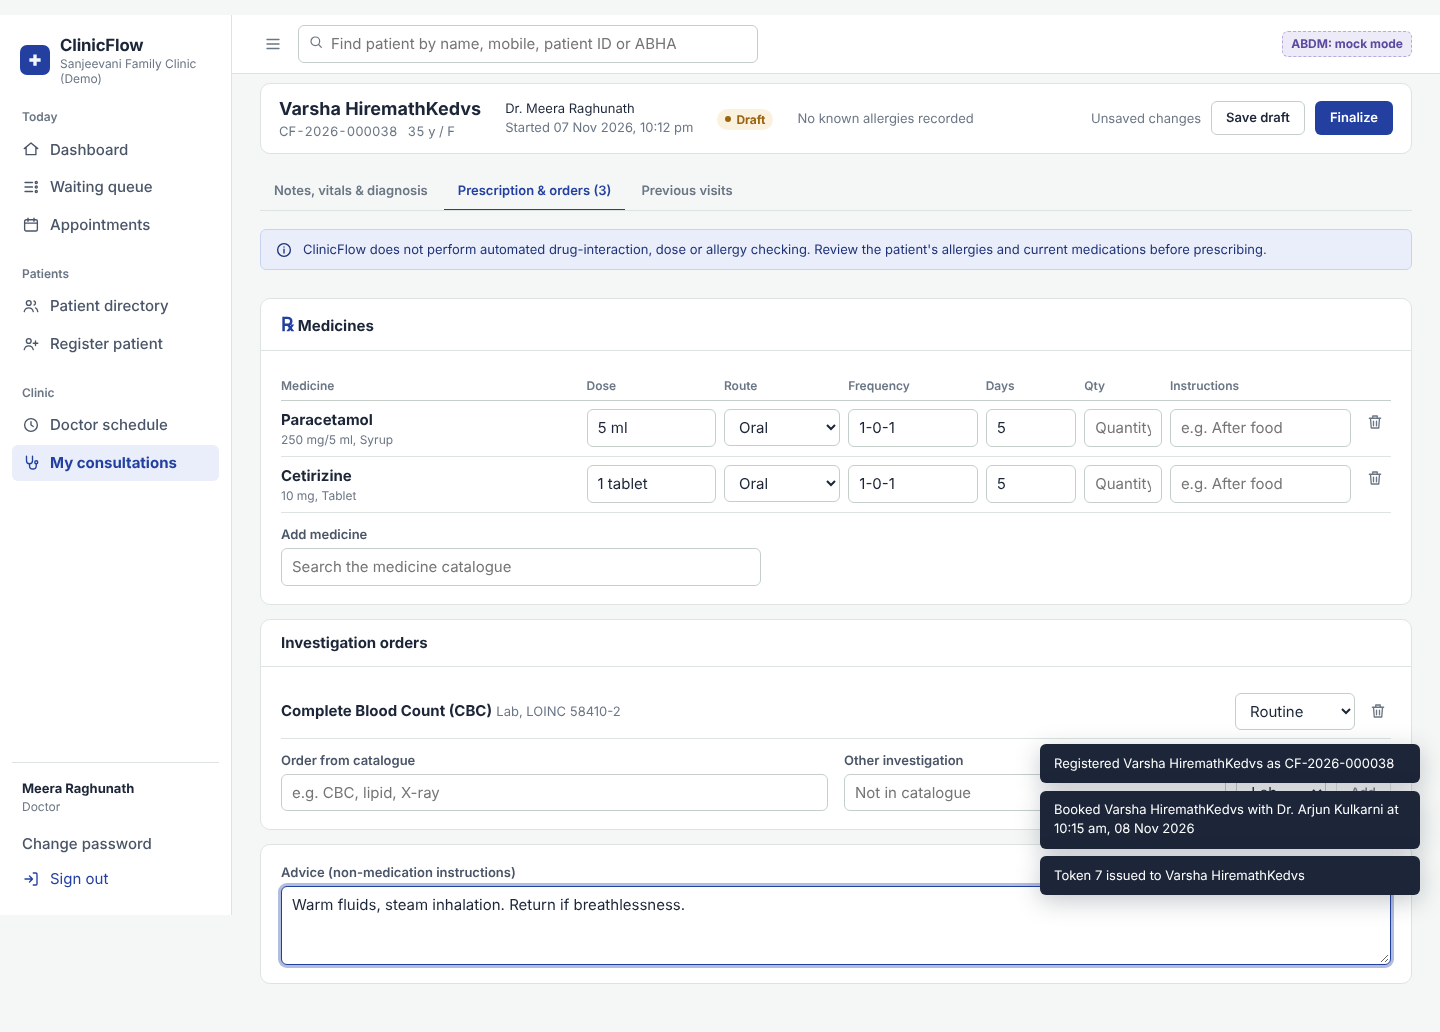 ClinicFlow
Sanjeevani Family Clinic
(Demo)
Today
Dashboard
Waiting queue
Appointments
Patients
Patient directory
Register patient
Clinic
Doctor schedule
My consultations
Meera Raghunath
Doctor
Change password
Sign out
Find patient by name, mobile, patient ID or ABHA
ABDM: mock mode
Varsha HiremathKedvs
CF-2026-000038 35 y / F
Dr. Meera Raghunath
Started 07 Nov 2026, 10:12 pm
Draft
No known allergies recorded
Unsaved changes
Save draft
Finalize
Notes, vitals & diagnosis
Prescription & orders (3)
Previous visits
ClinicFlow does not perform automated drug-interaction, dose or allergy checking. Review the patient's allergies and current medications before prescribing.
℞ Medicines
Medicine Dose Route Frequency Days Qty Instructions
Paracetamol
250 mg/5 ml, Syrup
5 ml Oral 1-0-1 5 Quantity e.g. After food
Cetirizine
10 mg, Tablet
1 tablet Oral 1-0-1 5 Quantity e.g. After food
Add medicine
Search the medicine catalogue
Investigation orders
Complete Blood Count (CBC) Lab, LOINC 58410-2
Routine
Order from catalogue
e.g. CBC, lipid, X-ray
Other investigation
Not in catalogue
Lab Add
Registered Varsha HiremathKedvs as CF-2026-000038
Booked Varsha HiremathKedvs with Dr. Arjun Kulkarni at
10:15 am, 08 Nov 2026
Token 7 issued to Varsha HiremathKedvs
Advice (non-medication instructions)
Warm fluids, steam inhalation. Return if breathlessness.